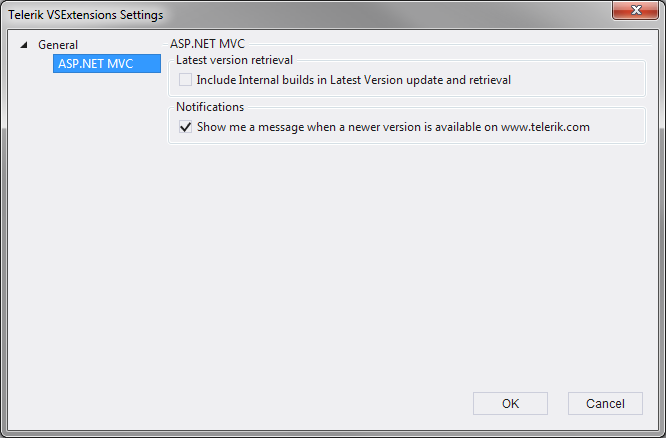 Telerik VSExtensions Settings
General
ASP.NET MVC
ASP.NET MVC
Latest version retrieval
Include Internal builds in Latest Version update and retrieval
Notifications
Show me a message when a newer version is available on www.telerik.com
OK
Cancel